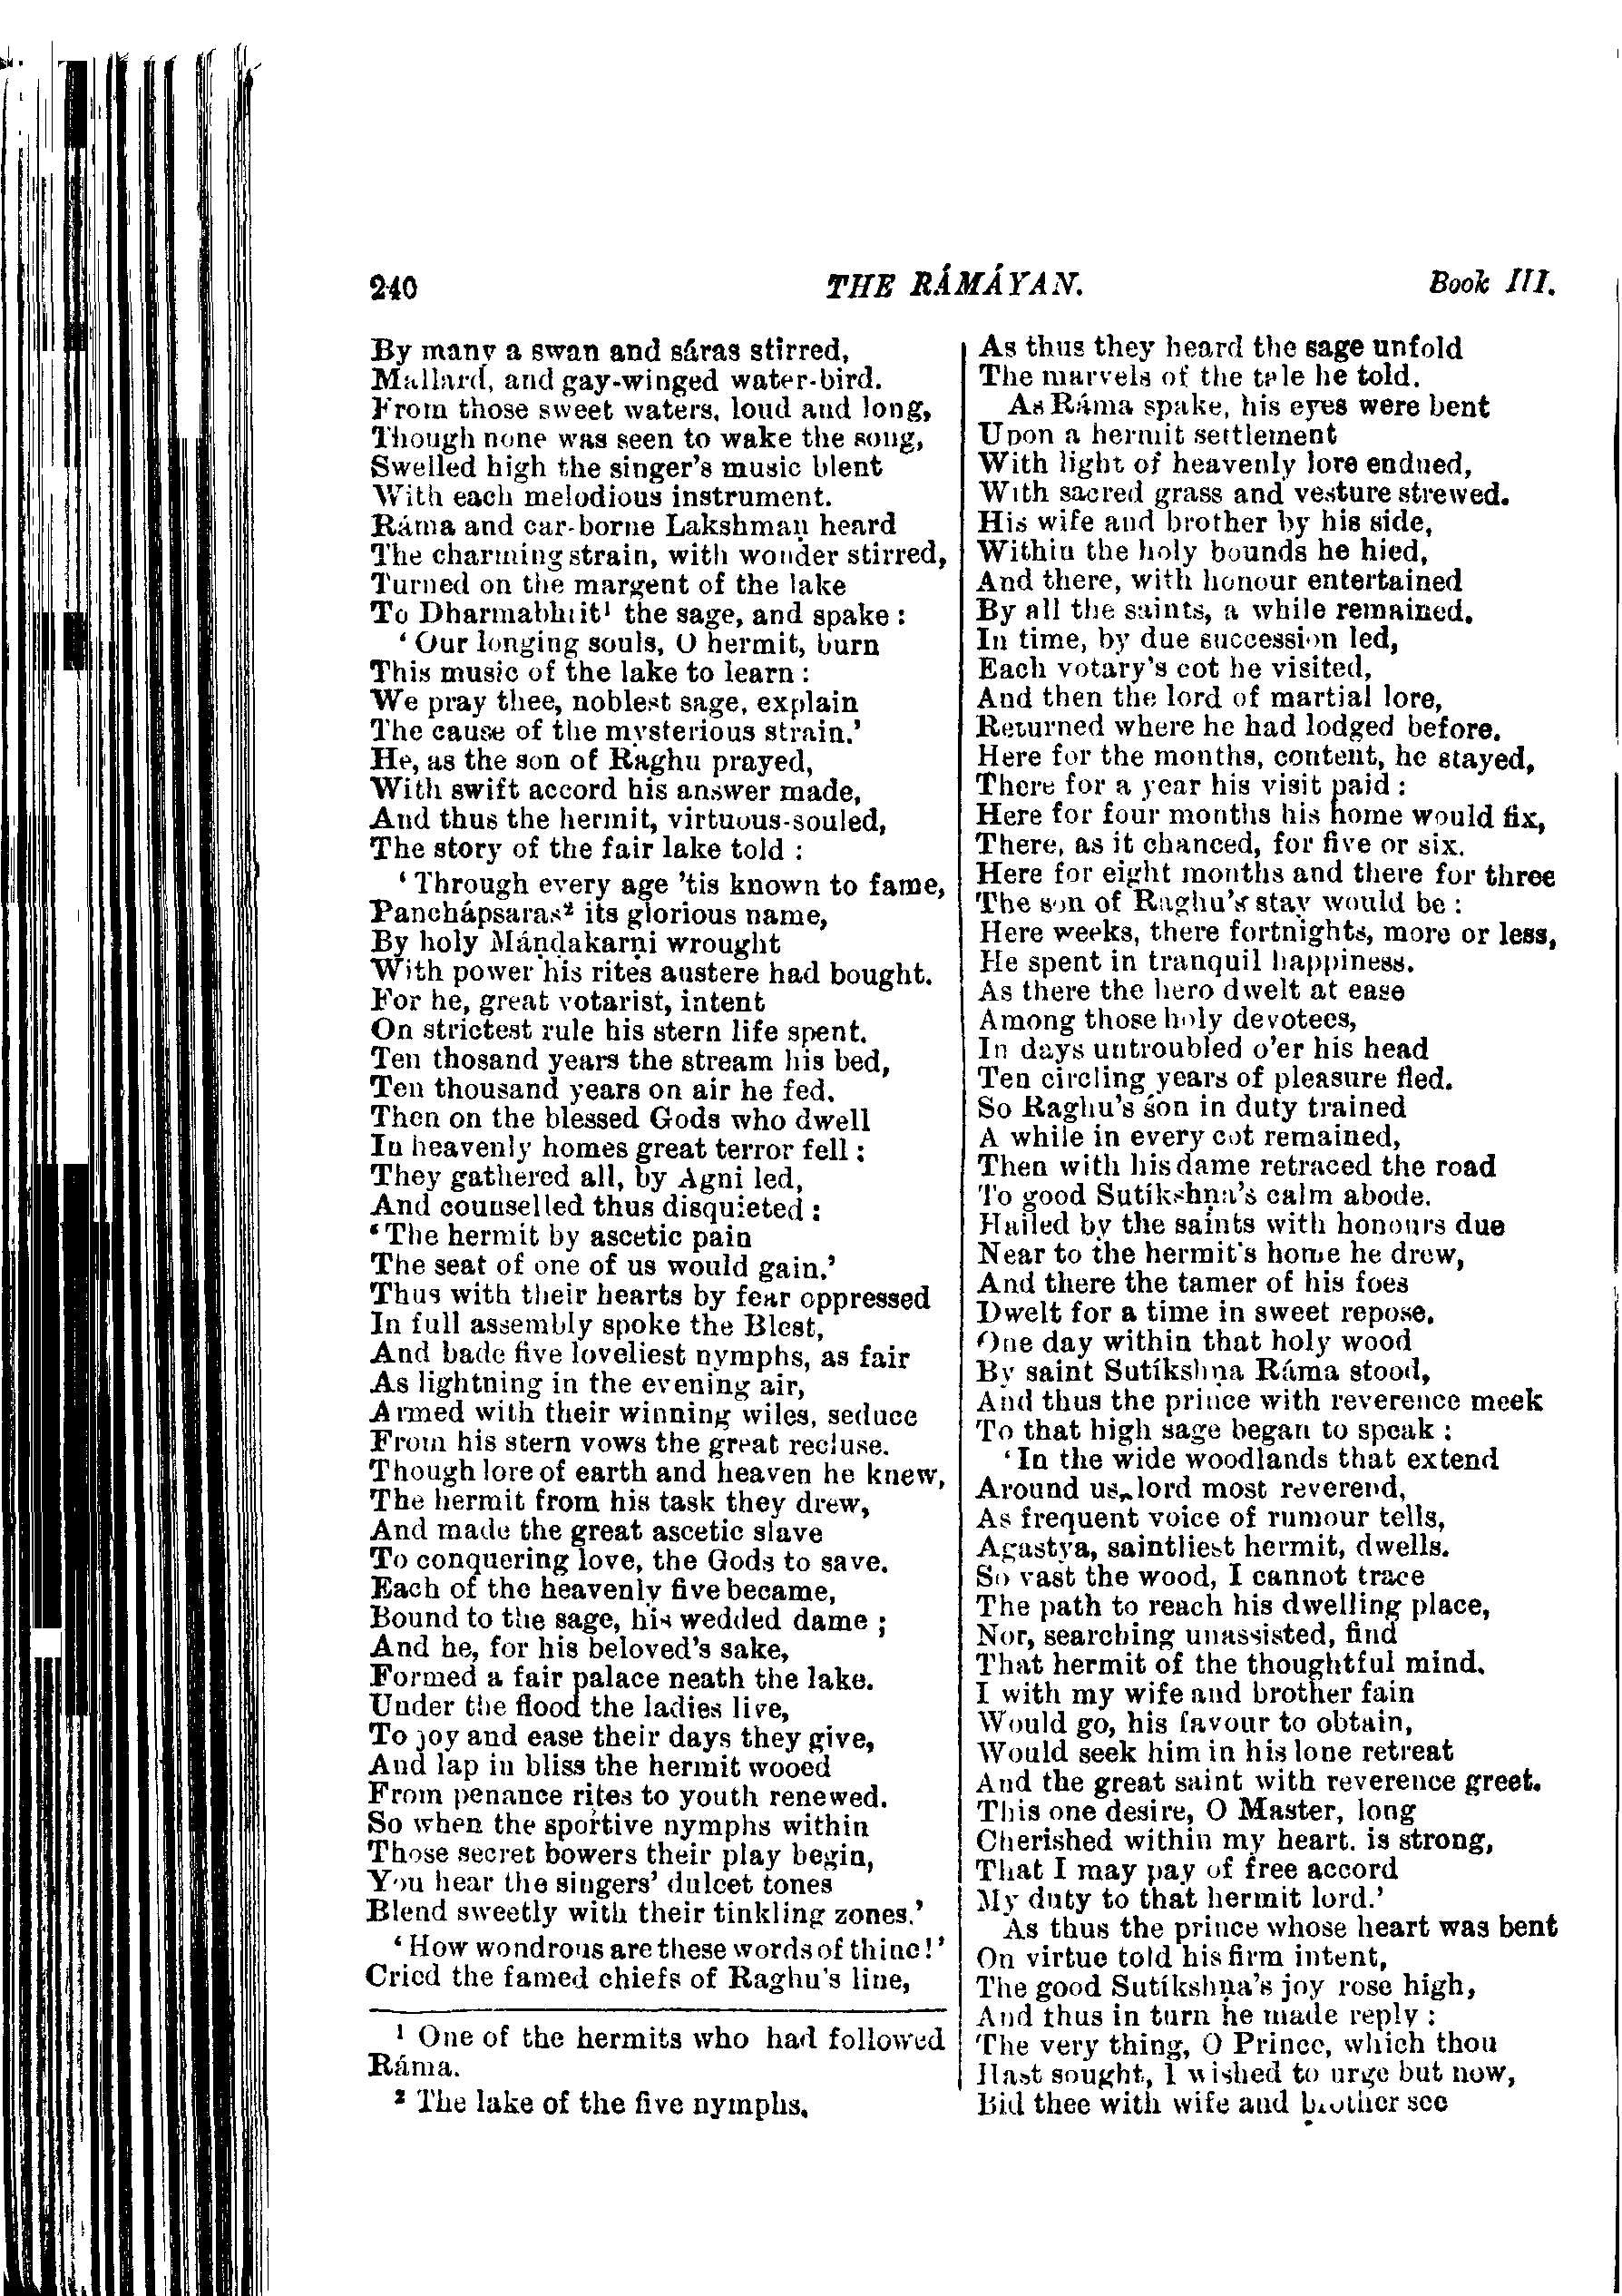 240 THE RÁMÁYAN. Book III.
By many a swan and sáras stirred,
Mallard, and gay-winged water-bird.
From those sweet waters, loud and long,
Though none was seen to wake the song,
Swelled high the singer's music blent
With each melodious instrument.
Ráma and car-borne Lakshmaṇ heard
The charming strain, with wonder stirred,
Turned on the margent of the lake
To Dharmabhṛit¹ the sage, and spake :
‘ Our longing souls, O hermit, burn
This music of the lake to learn :
We pray thee, noblest sage, explain
The cause of the mysterious strain.’
He, as the son of Raghu prayed,
With swift accord his answer made,
And thus the hermit, virtuous-souled,
The story of the fair lake told :
‘ Through every age 'tis known to fame,
Panchápsaras² its glorious name,
By holy Máṇḍakarṇi wrought
With power his rites austere had bought.
For he, great votarist, intent
On strictest rule his stern life spent.
Ten thosand years the stream his bed,
Ten thousand years on air he fed.
Then on the blessed Gods who dwell
In heavenly homes great terror fell :
They gathered all, by Agni led,
And counselled thus disquieted :
‘ The hermit by ascetic pain
The seat of one of us would gain.’
Thus with their hearts by fear oppressed
In full assembly spoke the Blest,
And bade five loveliest nymphs, as fair
As lightning in the evening air,
Armed with their winning wiles, seduce
From his stern vows the great recluse.
Though lore of earth and heaven he knew,
The hermit from his task they drew,
And made the great ascetic slave
To conquering love, the Gods to save.
Each of the heavenly five became,
Bound to the sage, his wedded dame ;
And he, for his beloved's sake,
Formed a fair palace neath the lake.
Under the flood the ladies live,
To joy and ease their days they give,
And lap in bliss the hermit wooed
From penance rites to youth renewed.
So when the sportive nymphs within
Those secret bowers their play begin,
You hear the singers' dulcet tones
Blend sweetly with their tinkling zones.’
‘ How wondrous are these words of thine!’
Cried the famed chiefs of Raghu's line,
¹ One of the hermits who had followed
Ráma.
² The lake of the five nymphs.
As thus they heard the sage unfold
The marvels of the tale he told.
As Ráma spake, his eyes were bent
Upon a hermit settlement
With light of heavenly lore endued,
With sacred grass and vesture strewed.
His wife and brother by his side,
Within the holy bounds he hied,
And there, with honour entertained
By all the saints, a while remained.
In time, by due succession led,
Each votary's cot he visited,
And then the lord of martial lore,
Returned where he had lodged before.
Here for the months, content, he stayed,
There for a year his visit paid :
Here for four months his home would fix,
There, as it chanced, for five or six.
Here for eight months and there for three
The son of Raghu's stay would be :
Here weeks, there fortnights, more or less,
He spent in tranquil happiness.
As there the hero dwelt at ease
Among those holy devotees,
In days untroubled o'er his head
Ten circling years of pleasure fled.
So Raghu's son in duty trained
A while in every cot remained,
Then with his dame retraced the road
To good Sutíkshṇa's calm abode.
Hailed by the saints with honours due
Near to the hermit's home he drew,
And there the tamer of his foes
Dwelt for a time in sweet repose.
One day within that holy wood
By saint Sutíkshṇa Ráma stood,
And thus the prince with reverence meek
To that high sage began to speak :
‘ In the wide woodlands that extend
Around us, lord most reverend,
As frequent voice of rumour tells,
Agastya, saintliest hermit, dwells.
So vast the wood, I cannot trace
The path to reach his dwelling place,
Nor, searching unassisted, find
That hermit of the thoughtful mind.
I with my wife and brother fain
Would go, his favour to obtain,
Would seek him in his lone retreat
And the great saint with reverence greet.
This one desire, O Master, long
Cherished within my heart, is strong,
That I may pay of free accord
My duty to that hermit lord.’
As thus the prince whose heart was bent
On virtue told his firm intent,
The good Sutíkshṇa's joy rose high,
And thus in turn he made reply :
‘The very thing, O Prince, which thou
Hast sought, I wished to urge but now,
Bid thee with wife and brother see